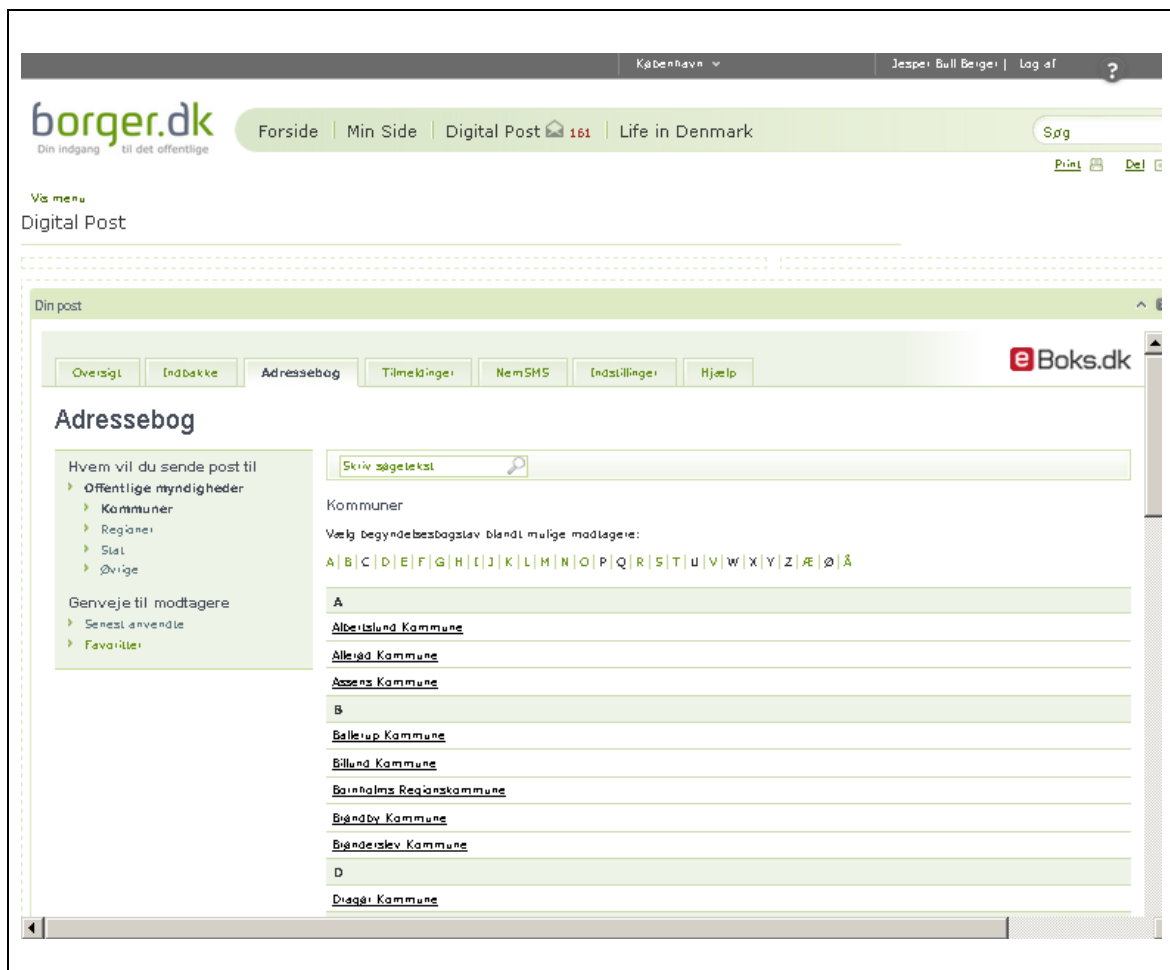 København
Jesper Bull Berger | Log af ?
borger.dk
Din indgang til det offentlige
Forside | Min Side | Digital Post 161 | Life in Denmark
Søg
Print Del
Vis menu
Digital Post
Din post
Oversigt Indbakke Adressebog Tilmeldinger NemSMS Indstillinger Hjælp
e Boks.dk
Adressebog
Hvem vil du sende post til
Offentlige myndigheder
Kommuner
Regioner
Stat
Øvrige
Genveje til modtagere
Senest anvendte
Favoritter
Skriv søgetekst
Kommuner
Vælg begyndelsesbogstav blandt mulige modtagere:
A | B | C | D | E | F | G | H | I | J | K | L | M | N | O | P | Q | R | S | T | U | V | W | X | Y | Z | Æ | Ø | Å
A
Albertslund Kommune
Allerød Kommune
Assens Kommune
B
Ballerup Kommune
Billund Kommune
Bornholms Regionskommune
Brøndby Kommune
Brønderslev Kommune
D
Dragør Kommune